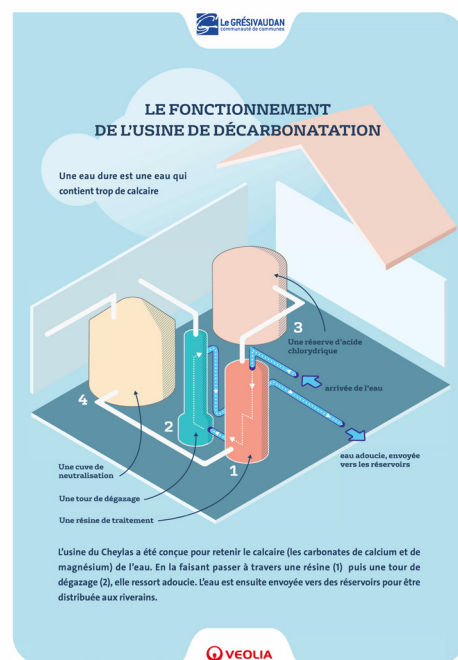 Le GRÉSIVAUDAN
communauté de communes
LE FONCTIONNEMENT
DE L'USINE DE DÉCARBONATATION
Une eau dure est une eau qui
contient trop de calcaire
3
Une réserve d'acide
chlorydrique
arrivée de l'eau
4
2
eau adoucie, envoyée
vers les réservoirs
1
Une cuve de
neutralisation
Une tour de dégazage
Une résine de traitement
L'usine du Cheylas a été conçue pour retenir le calcaire (les carbonates de calcium et de
magnésium) de l'eau. En la faisant passer à travers une résine (1) puis une tour de
dégazage (2), elle ressort adoucie. L'eau est ensuite envoyée vers des réservoirs pour être
distribuée aux riverains.
VEOLIA